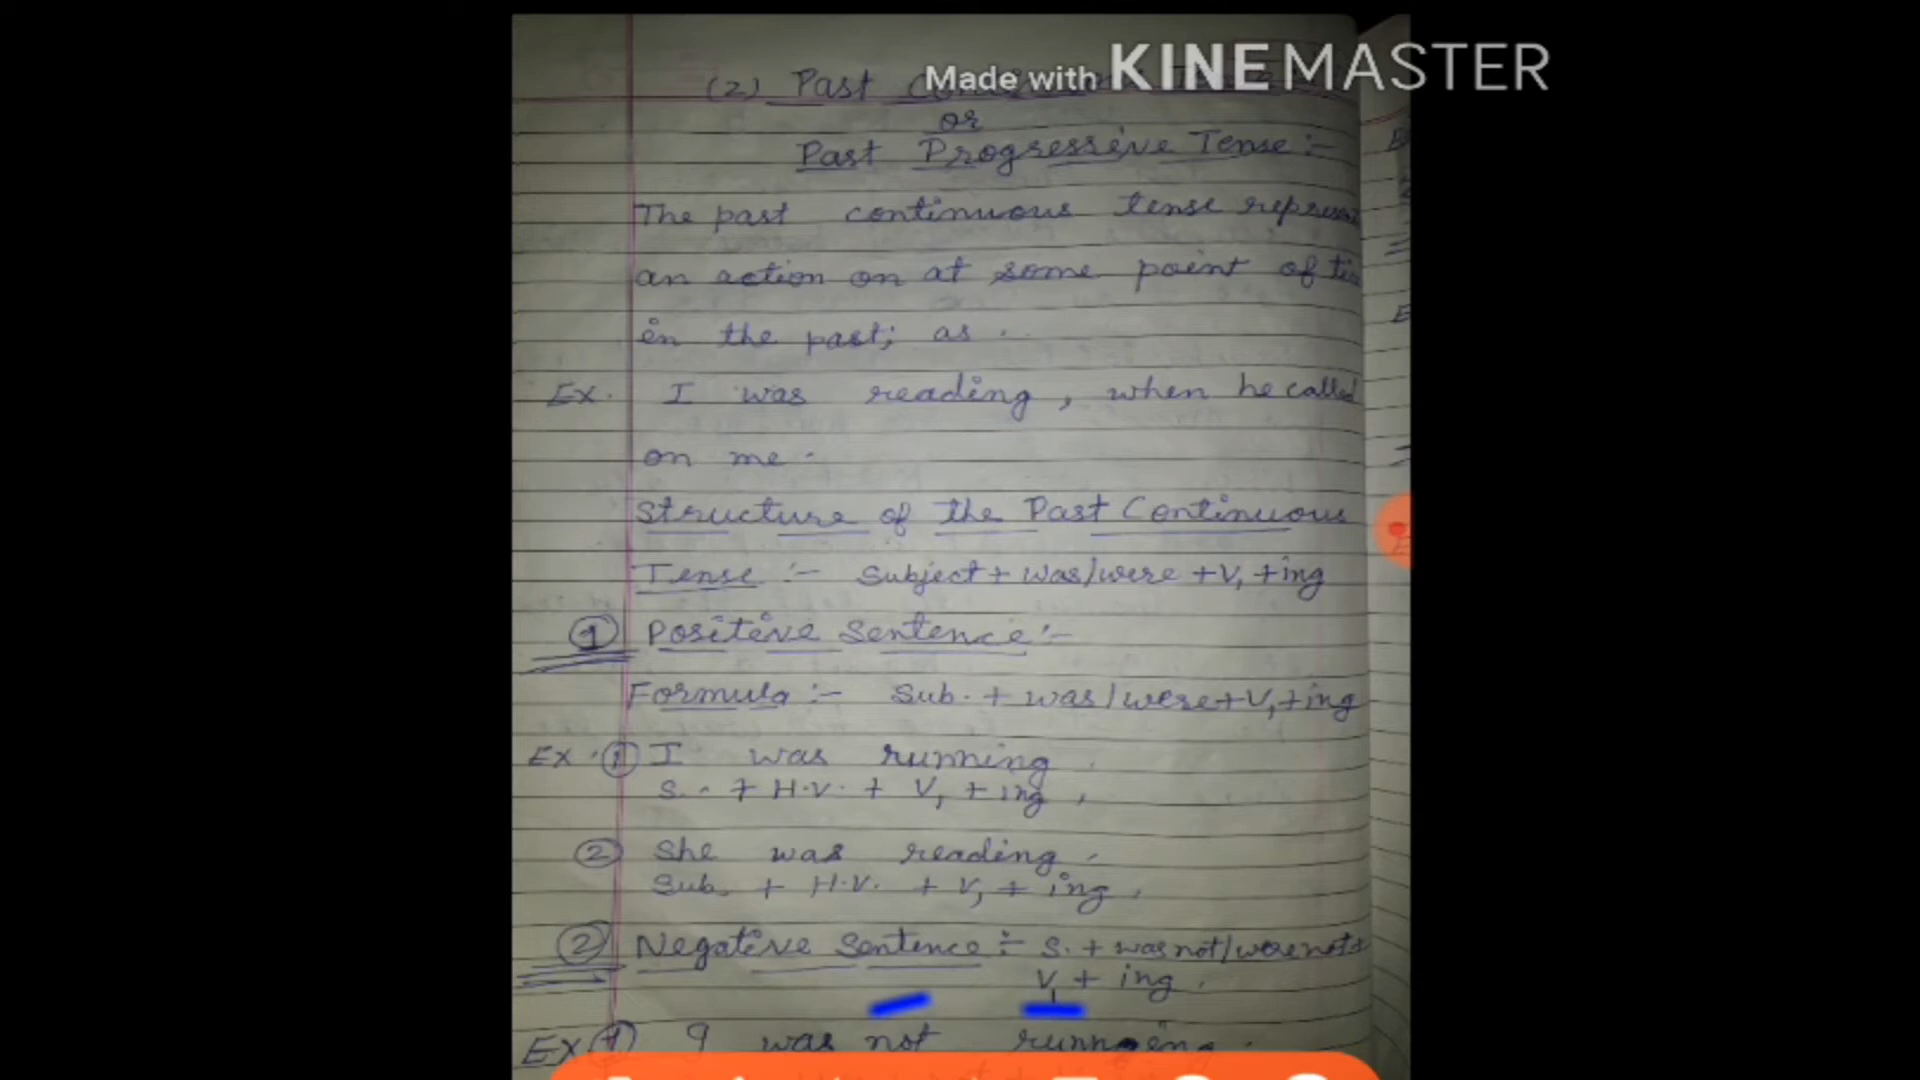 Made with KINEMASTER
(2) Past
or
Past Progressive Tense :-
The past continuous tense represent
an action on at some point of
in the past; as .
Ex. I was reading, when he called
on me .
Structure of the Past Continuous
Tense :- Subject + was/were + V1 + ing
1 Positive Sentence :-
Formula :- Sub. + was/were + V1 + ing
Ex. 1 I was running .
S. + H.V. + V1 + ing .
2 She was reading .
Sub. + H.V. + V1 + ing .
2 Negative Sentence :- S. + was not/were not +
V1 + ing .
Ex 1 I was not running .